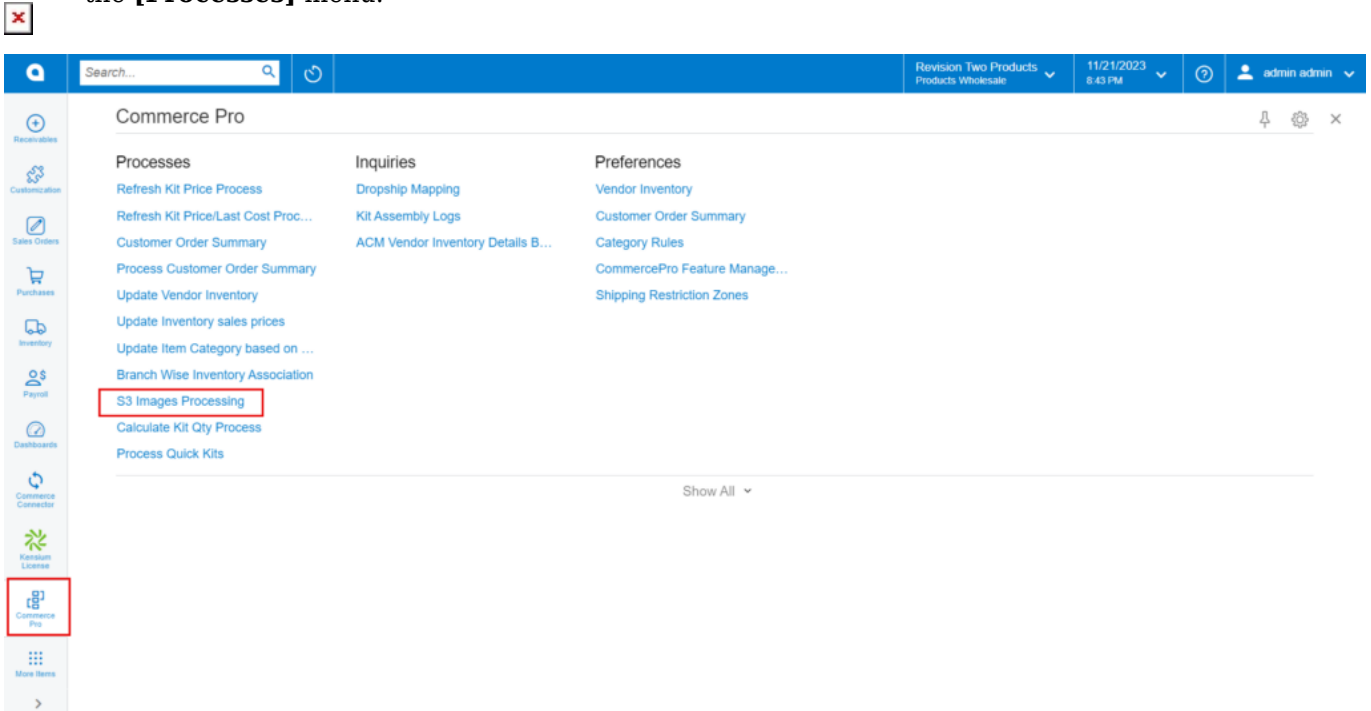 the [Processes] menu.
Search...
Revision Two Products
Products Wholesale
11/21/2023
8:43 PM
admin admin
Receivables
Customization
Sales Orders
Purchases
Inventory
Payroll
Dashboards
Commerce
Connector
Kensium
License
Commerce
Pro
More Items
Commerce Pro
Processes
Refresh Kit Price Process
Refresh Kit Price/Last Cost Proc...
Customer Order Summary
Process Customer Order Summary
Update Vendor Inventory
Update Inventory sales prices
Update Item Category based on ...
Branch Wise Inventory Association
S3 Images Processing
Calculate Kit Qty Process
Process Quick Kits
Inquiries
Dropship Mapping
Kit Assembly Logs
ACM Vendor Inventory Details B...
Preferences
Vendor Inventory
Customer Order Summary
Category Rules
CommercePro Feature Manage...
Shipping Restriction Zones
Show All